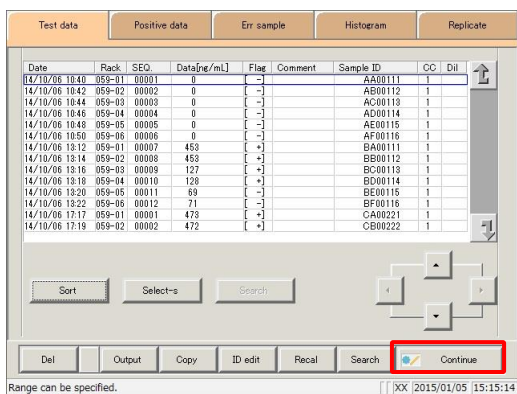 Test data Positive data Err sample Histogram Replicate
Date Rack SEQ. Data[ng/mL] Flag Comment Sample ID CC Dil
14/10/06 10:40 059-01 00001 0 [ -] AA00111 1
14/10/06 10:42 059-02 00002 0 [ -] AB00112 1
14/10/06 10:44 059-03 00003 0 [ -] AC00113 1
14/10/06 10:46 059-04 00004 0 [ -] AD00114 1
14/10/06 10:48 059-05 00005 0 [ -] AE00115 1
14/10/06 10:50 059-06 00006 0 [ -] AF00116 1
14/10/06 13:12 059-01 00007 453 [ +] BA00111 1
14/10/06 13:14 059-02 00008 453 [ +] BB00112 1
14/10/06 13:16 059-03 00009 127 [ +] BC00113 1
14/10/06 13:18 059-04 00010 128 [ +] BD00114 1
14/10/06 13:20 059-05 00011 69 [ -] BE00115 1
14/10/06 13:22 059-06 00012 71 [ -] BF00116 1
14/10/06 17:17 059-01 00001 473 [ +] CA00221 1
14/10/06 17:19 059-02 00002 472 [ +] CB00222 1
Sort Select-s Search
Del Output Copy ID edit Recal Search Continue
Range can be specified. XX 2015/01/05 15:15:14